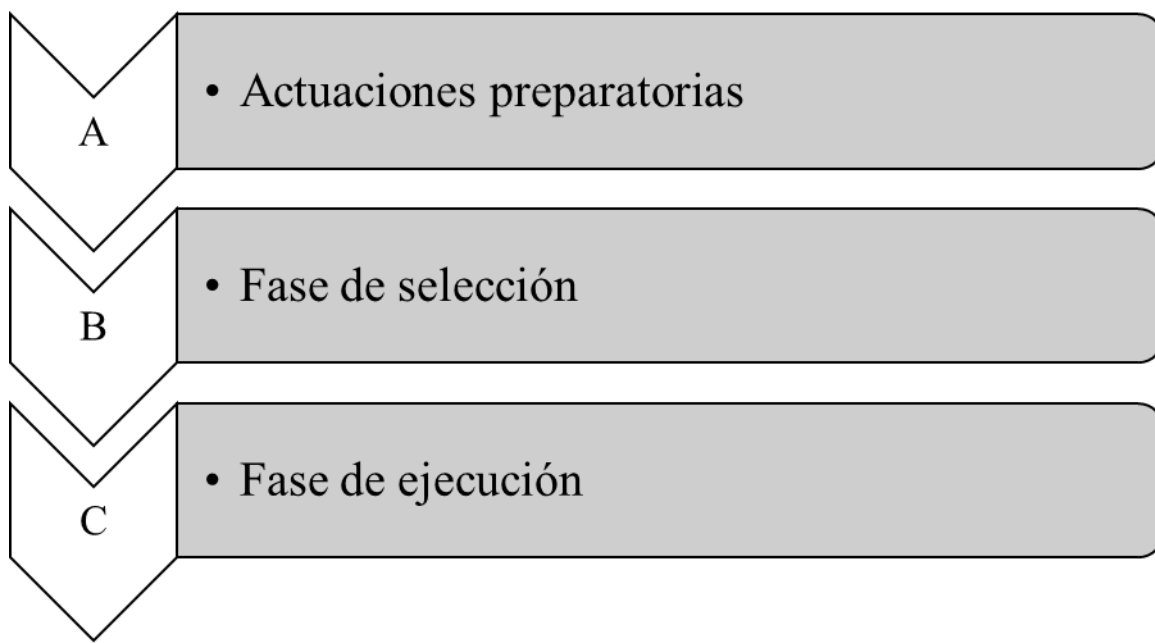 A
• Actuaciones preparatorias
B
• Fase de selección
C
• Fase de ejecución